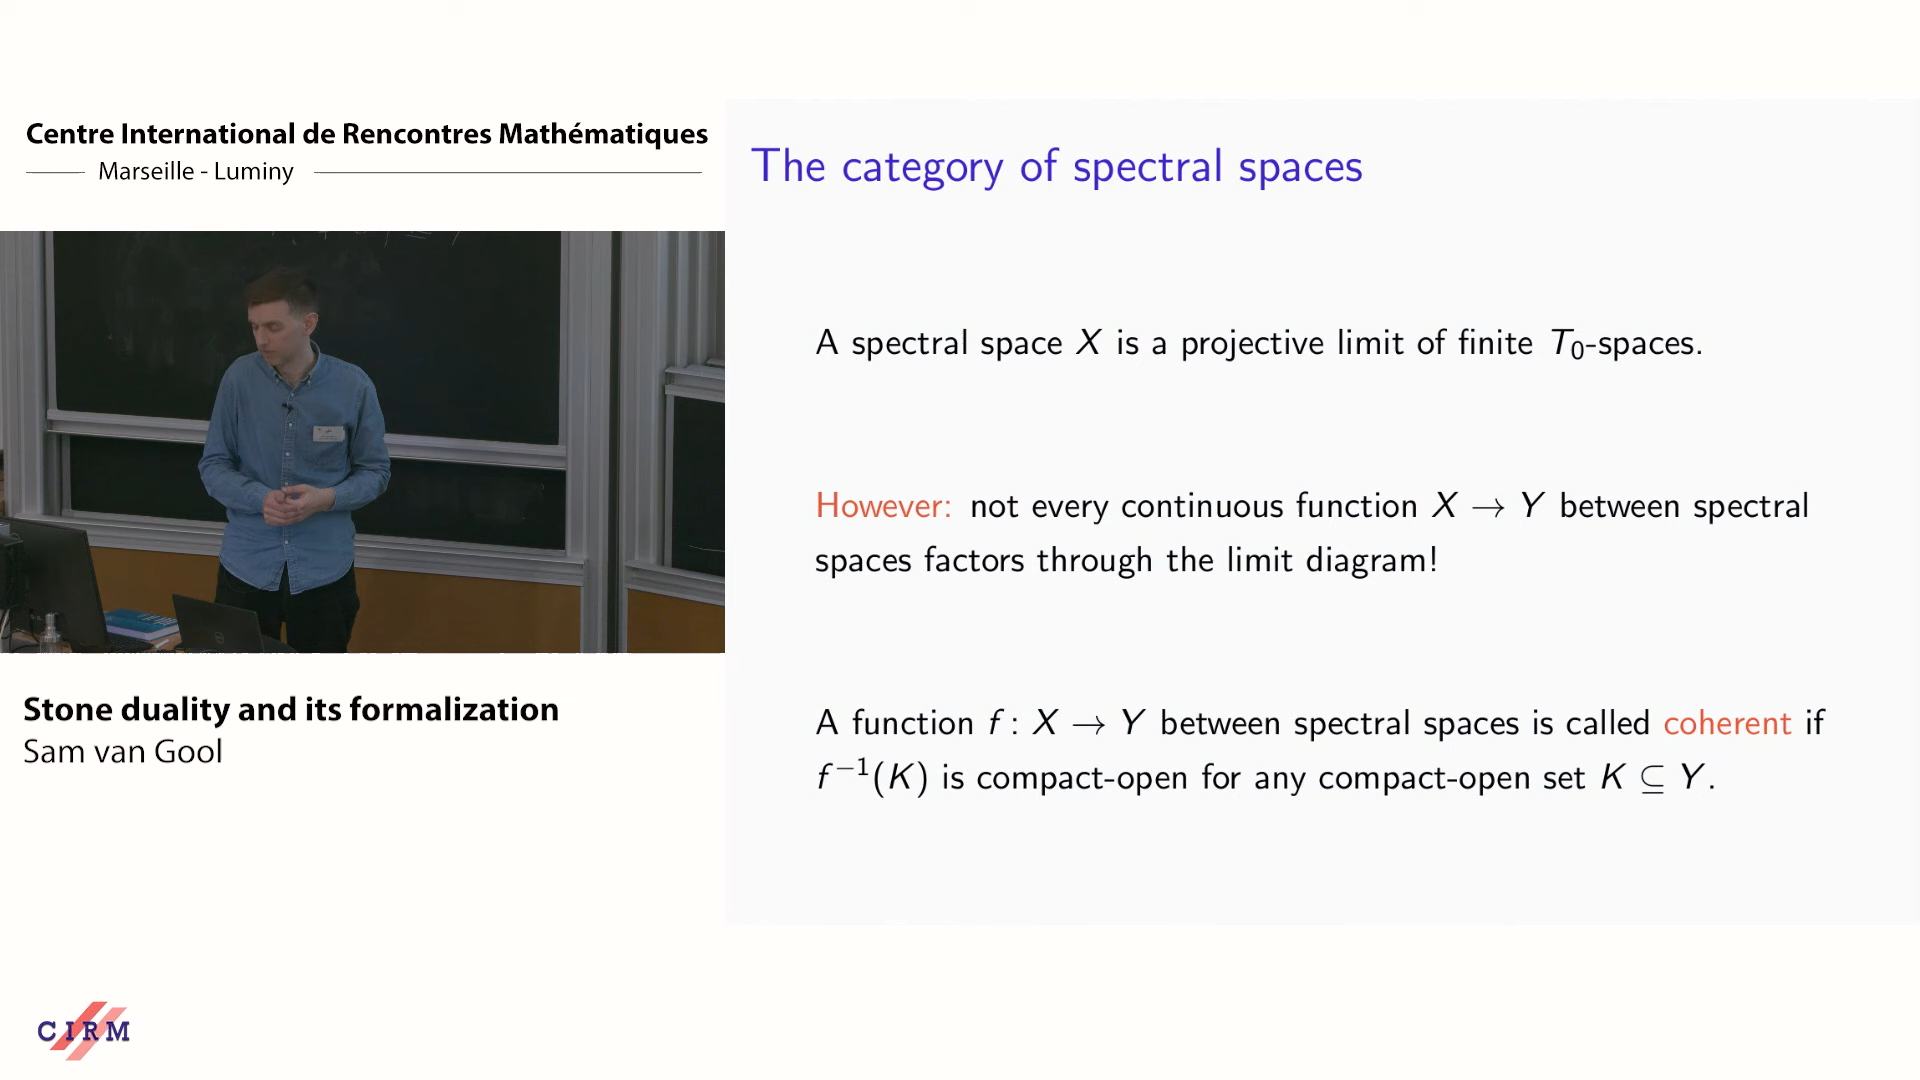 Centre International de Rencontres Mathématiques
Marseille - Luminy
The category of spectral spaces
A spectral space X is a projective limit of finite T₀-spaces.
However: not every continuous function X → Y between spectral
spaces factors through the limit diagram!
A function f : X → Y between spectral spaces is called coherent if
f⁻¹(K) is compact-open for any compact-open set K ⊆ Y.
Stone duality and its formalization
Sam van Gool
CIRM